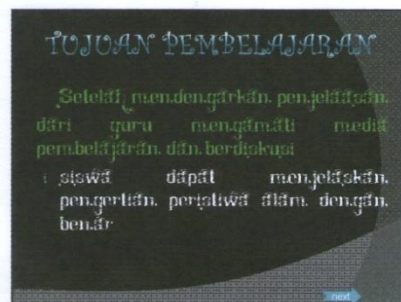 TUJUAN PEMBELAJARAN
Setelah mendengarkan penjelasan
dari guru mengamati media
pembelajaran dan berdiskusi
siswa dapat menjelaskan
pengertian peristiwa alam dengan
benar
next